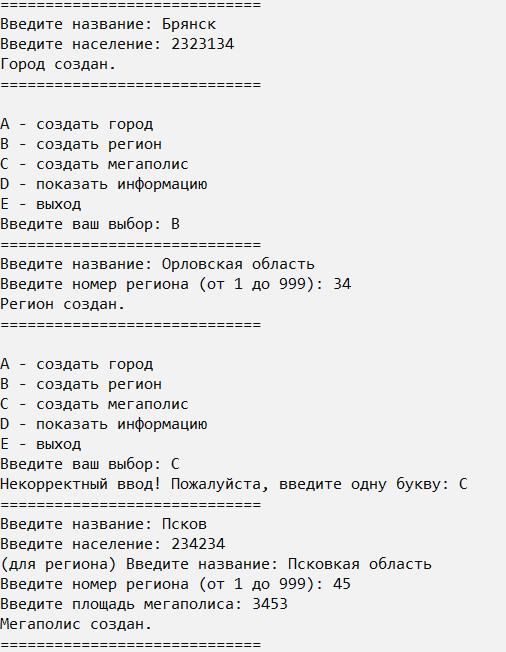 =============================
Введите название: Брянск
Введите население: 2323134
Город создан.
=============================
A - создать город
B - создать регион
C - создать мегаполис
D - показать информацию
E - выход
Введите ваш выбор: B
=============================
Введите название: Орловская область
Введите номер региона (от 1 до 999): 34
Регион создан.
=============================
A - создать город
B - создать регион
C - создать мегаполис
D - показать информацию
E - выход
Введите ваш выбор: С
Некорректный ввод! Пожалуйста, введите одну букву: C
=============================
Введите название: Псков
Введите население: 234234
(для региона) Введите название: Псковкая область
Введите номер региона (от 1 до 999): 45
Введите площадь мегаполиса: 3453
Мегаполис создан.
=============================